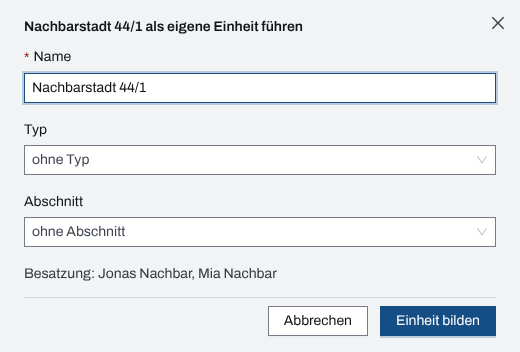 Nachbarstadt 44/1 als eigene Einheit führen
* Name
Nachbarstadt 44/1
Typ
ohne Typ
Abschnitt
ohne Abschnitt
Besatzung: Jonas Nachbar, Mia Nachbar
Abbrechen
Einheit bilden